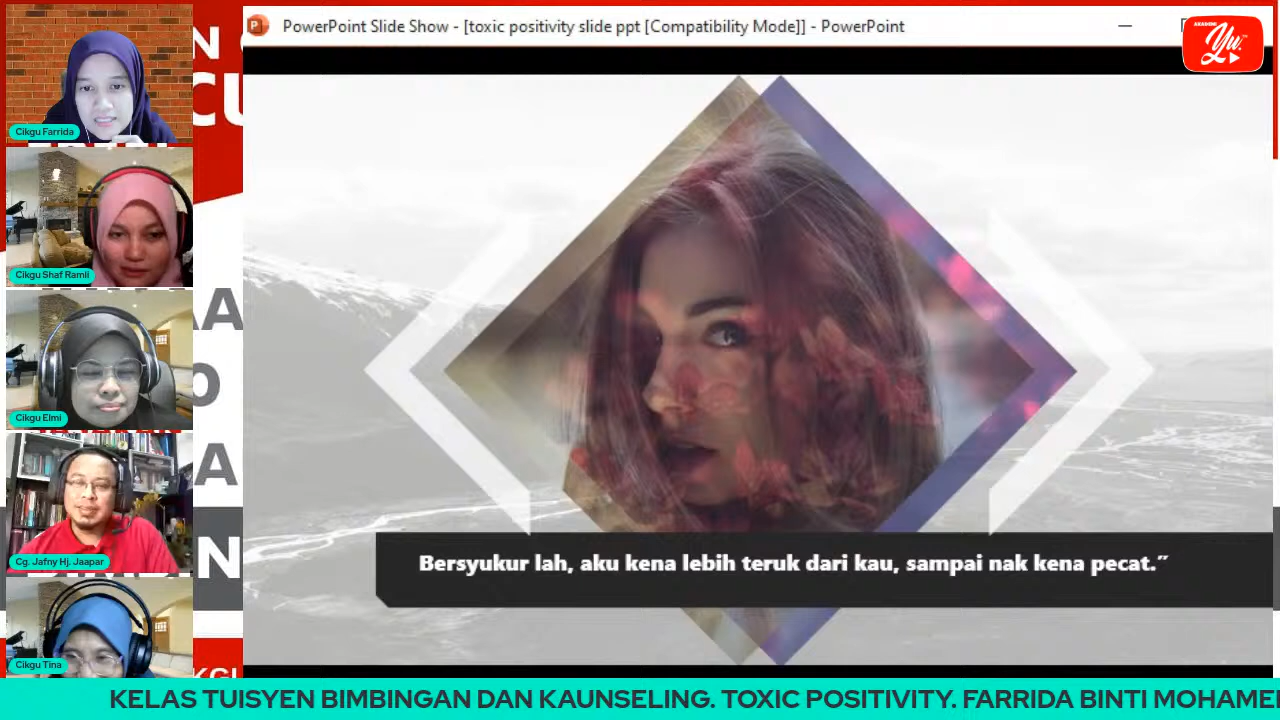 PowerPoint Slide Show - [toxic positivity slide ppt [Compatibility Mode]] - PowerPoint
AKADEMI
Yu.
Cikgu Farrida
Cikgu Shaf Ramli
Cikgu Elmi
Cg. Jafny Hj. Jaapar
Cikgu Tina
Bersyukur lah, aku kena lebih teruk dari kau, sampai nak kena pecat.”
KELAS TUISYEN BIMBINGAN DAN KAUNSELING. TOXIC POSITIVITY. FARRIDA BINTI MOHAME